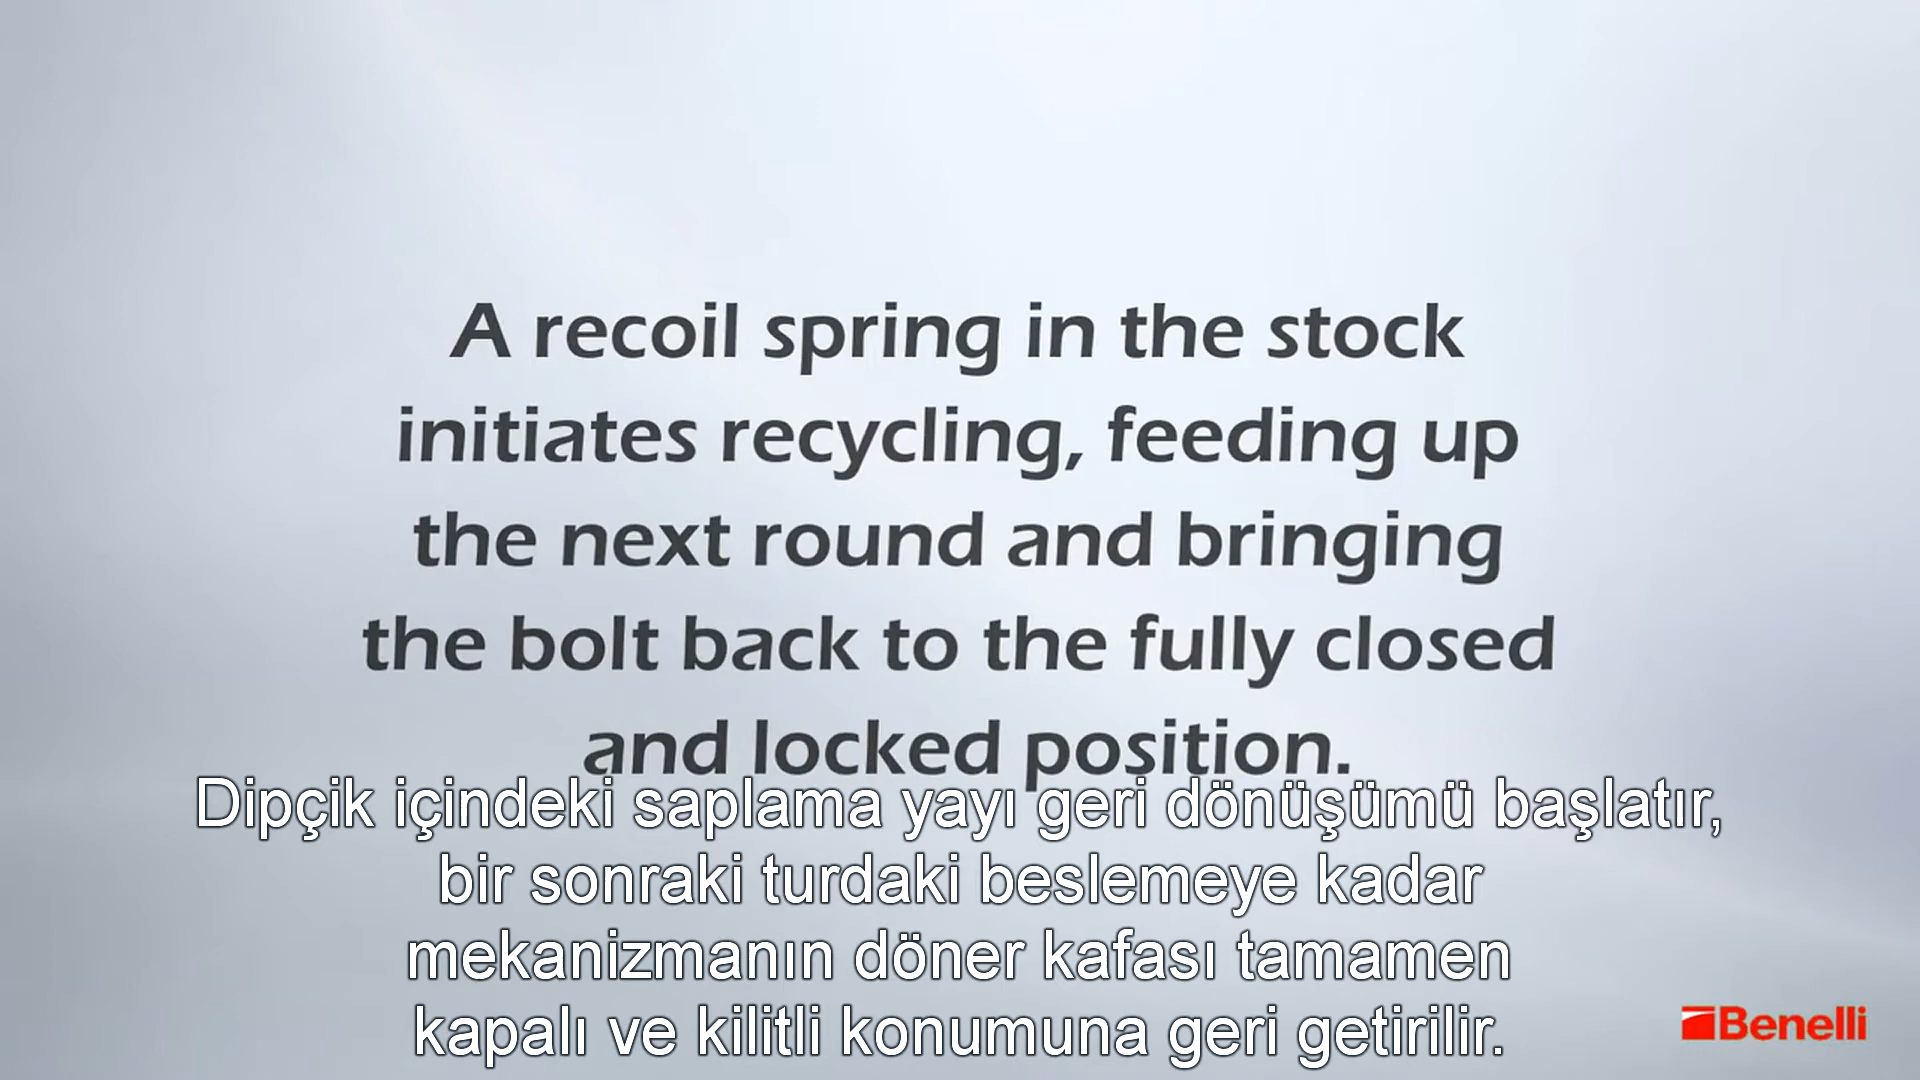 A recoil spring in the stock
initiates recycling, feeding up
the next round and bringing
the bolt back to the fully closed
and locked position.
Dipçik içindeki saplama yayı geri dönüşümü başlatır,
bir sonraki turdaki beslemeye kadar
mekanizmanın döner kafası tamamen
kapalı ve kilitli konumuna geri getirilir.
Benelli